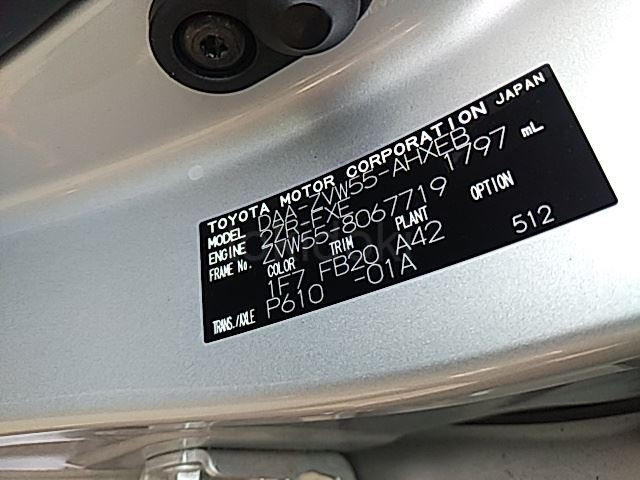 TOYOTA MOTOR CORPORATION JAPAN
MODEL DAA-ZVW55-AHXEB
ENGINE 2ZR-FXE 1797 mL
FRAME No. ZVW55-8067719
COLOR TRIM PLANT OPTION
1F7 FB20 A42
TRANS./AXLE P610 -01A 512